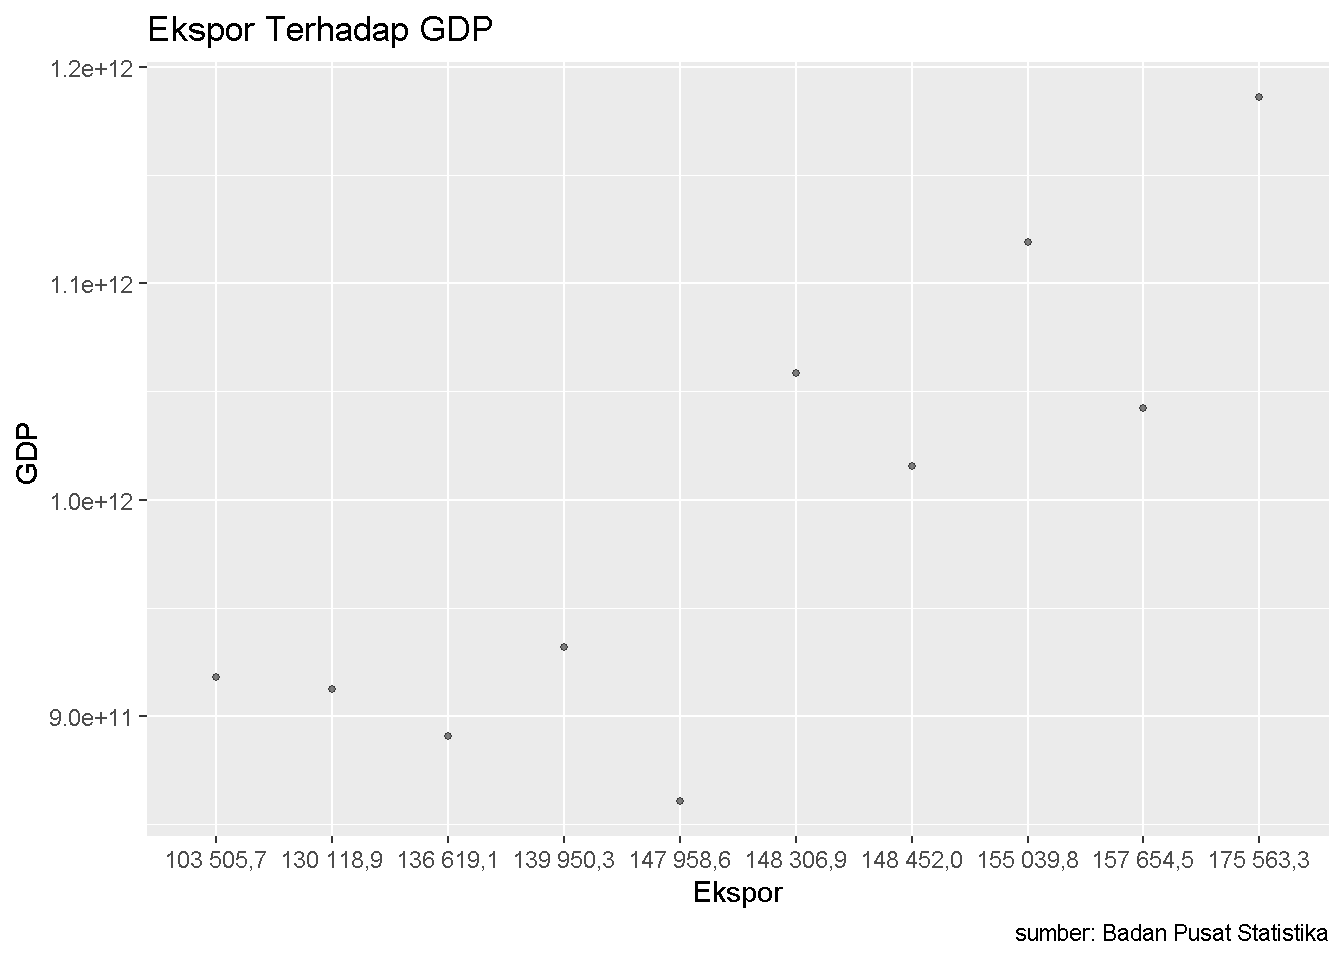 Ekspor Terhadap GDP
1.2e+12
1.1e+12
1.0e+12
9.0e+11
GDP
103 505,7 130 118,9 136 619,1 139 950,3 147 958,6 148 306,9 148 452,0 155 039,8 157 654,5 175 563,3
Ekspor
sumber: Badan Pusat Statistika